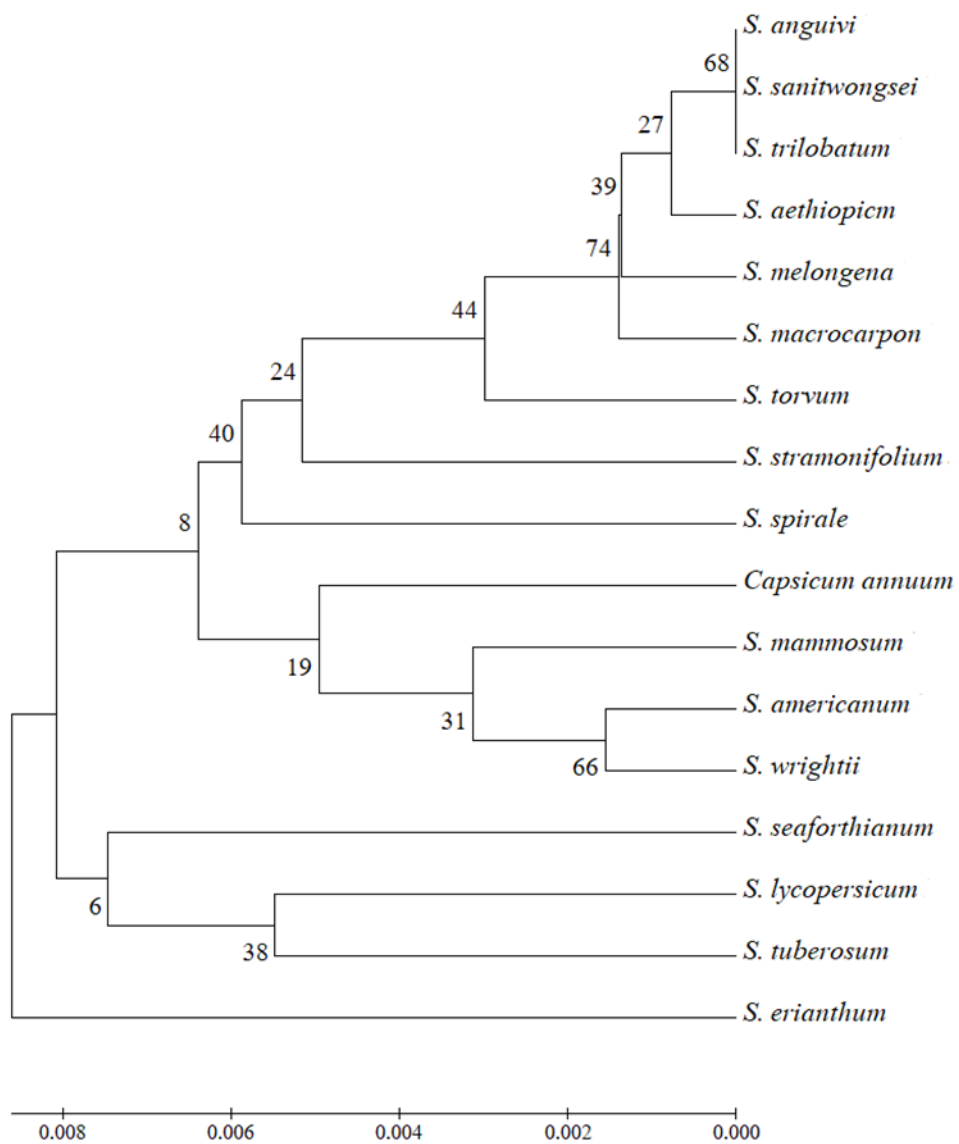 S. anguivi
68
S. sanitwongsei
27
S. trilobatum
39
S. aethiopicm
74
S. melongena
44
S. macrocarpon
24
S. torvum
40
S. stramonifolium
8
S. spirale
Capsicum annuum
19
S. mammosum
31
S. americanum
66
S. wrightii
S. seaforthianum
6
S. lycopersicum
38
S. tuberosum
S. erianthum
0.008 0.006 0.004 0.002 0.000